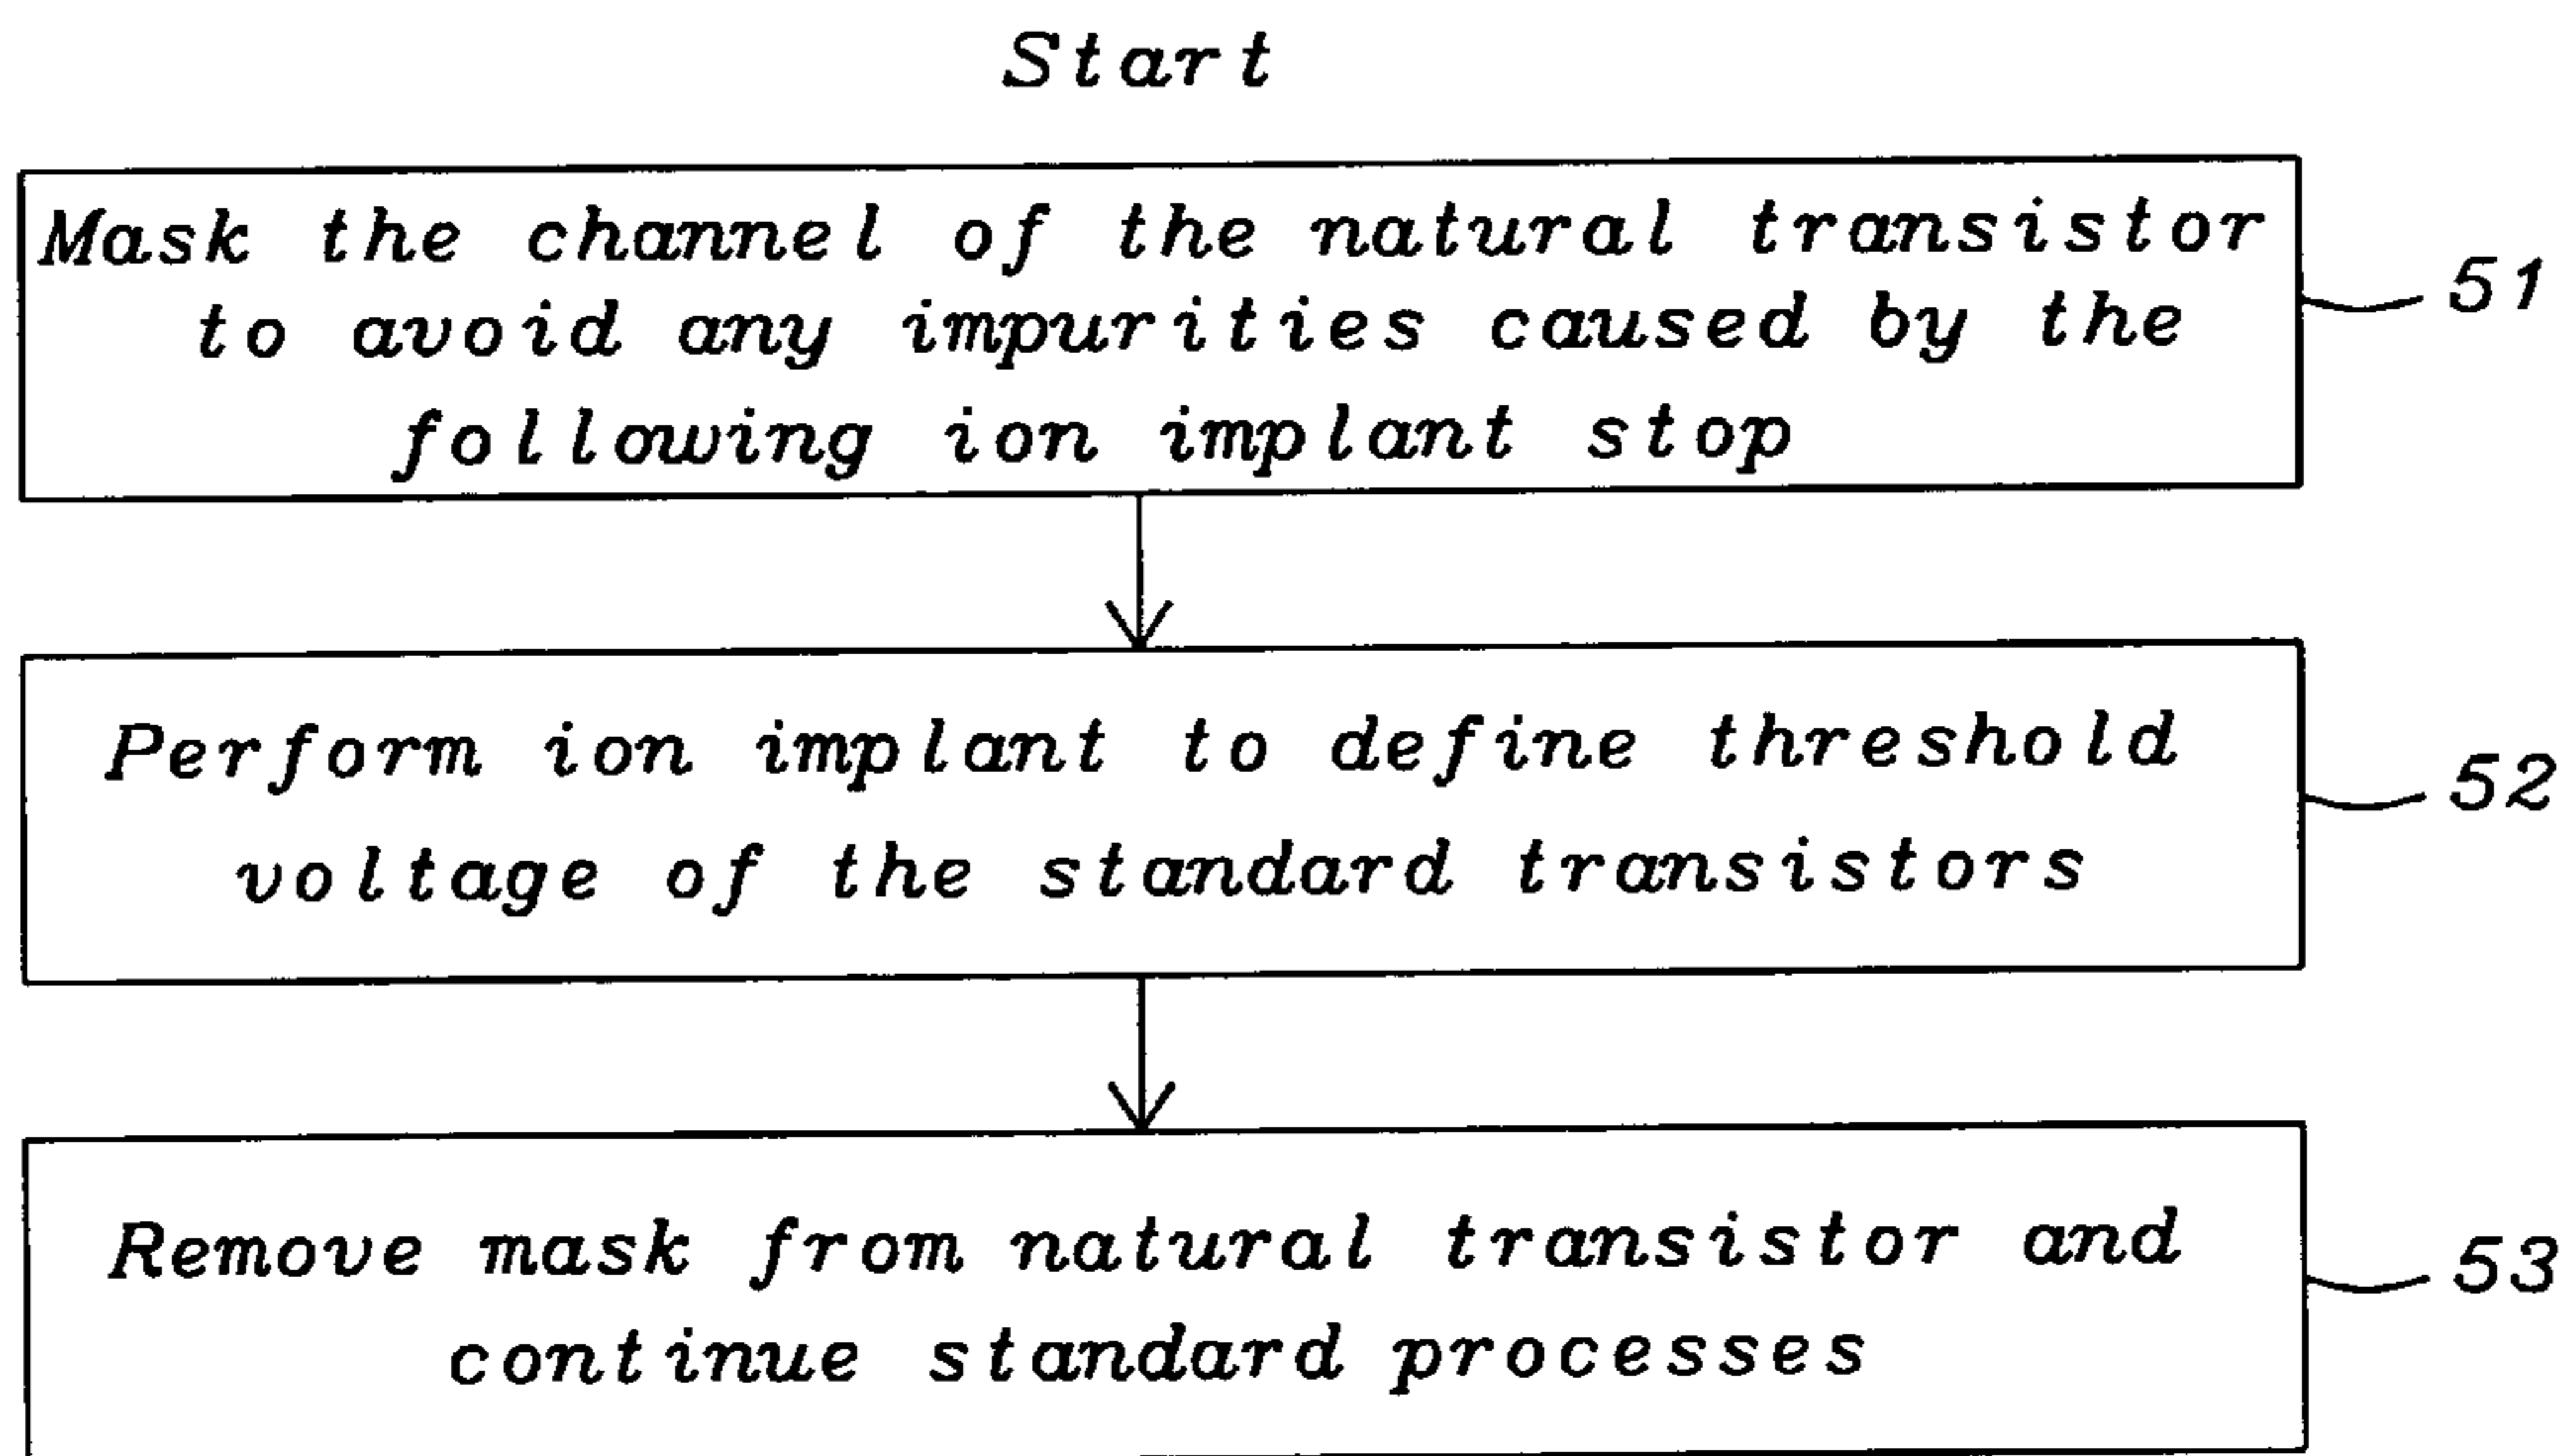 Start
Mask the channel of the natural transistor
to avoid any impurities caused by the
following ion implant stop
51
Perform ion implant to define threshold
voltage of the standard transistors
52
Remove mask from natural transistor and
continue standard processes
53